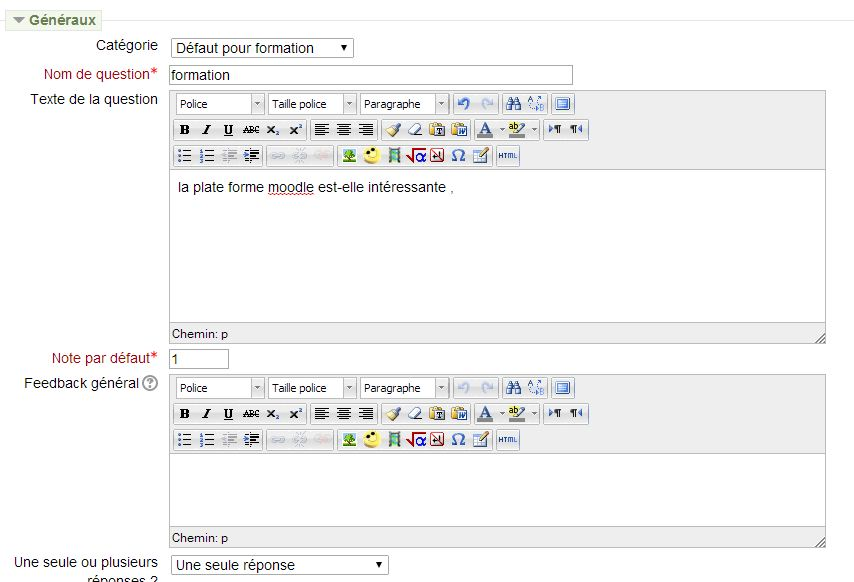 Généraux
Catégorie Défaut pour formation
Nom de question* formation
Texte de la question Police Taille police Paragraphe
B I U ABC X₂ X² A ab
HTML
la plate forme moodle est-elle intéressante ,
Chemin: p
Note par défaut* 1
Feedback général ? Police Taille police Paragraphe
B I U ABC X₂ X² A ab
HTML
Chemin: p
Une seule ou plusieurs Une seule réponse
réponses ?